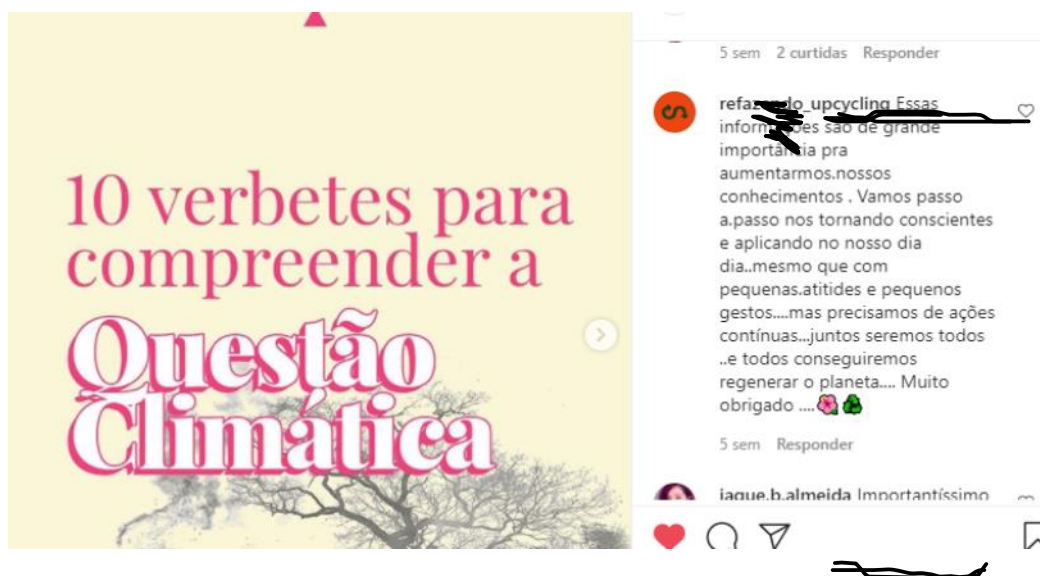 10 verbetes para
compreender a
Questão
Climática
5 sem 2 curtidas Responder
refazendo_upcycling Essas
informações são de grande
importância pra
aumentarmos.nossos
conhecimentos . Vamos passo
a.passo nos tornando conscientes
e aplicando no nosso dia
dia..mesmo que com
pequenas.atitides e pequenos
gestos....mas precisamos de ações
contínuas...juntos seremos todos
..e todos conseguiremos
regenerar o planeta.... Muito
obrigado ....🌺♻
5 sem Responder
jaque.b.almeida Importantíssimo